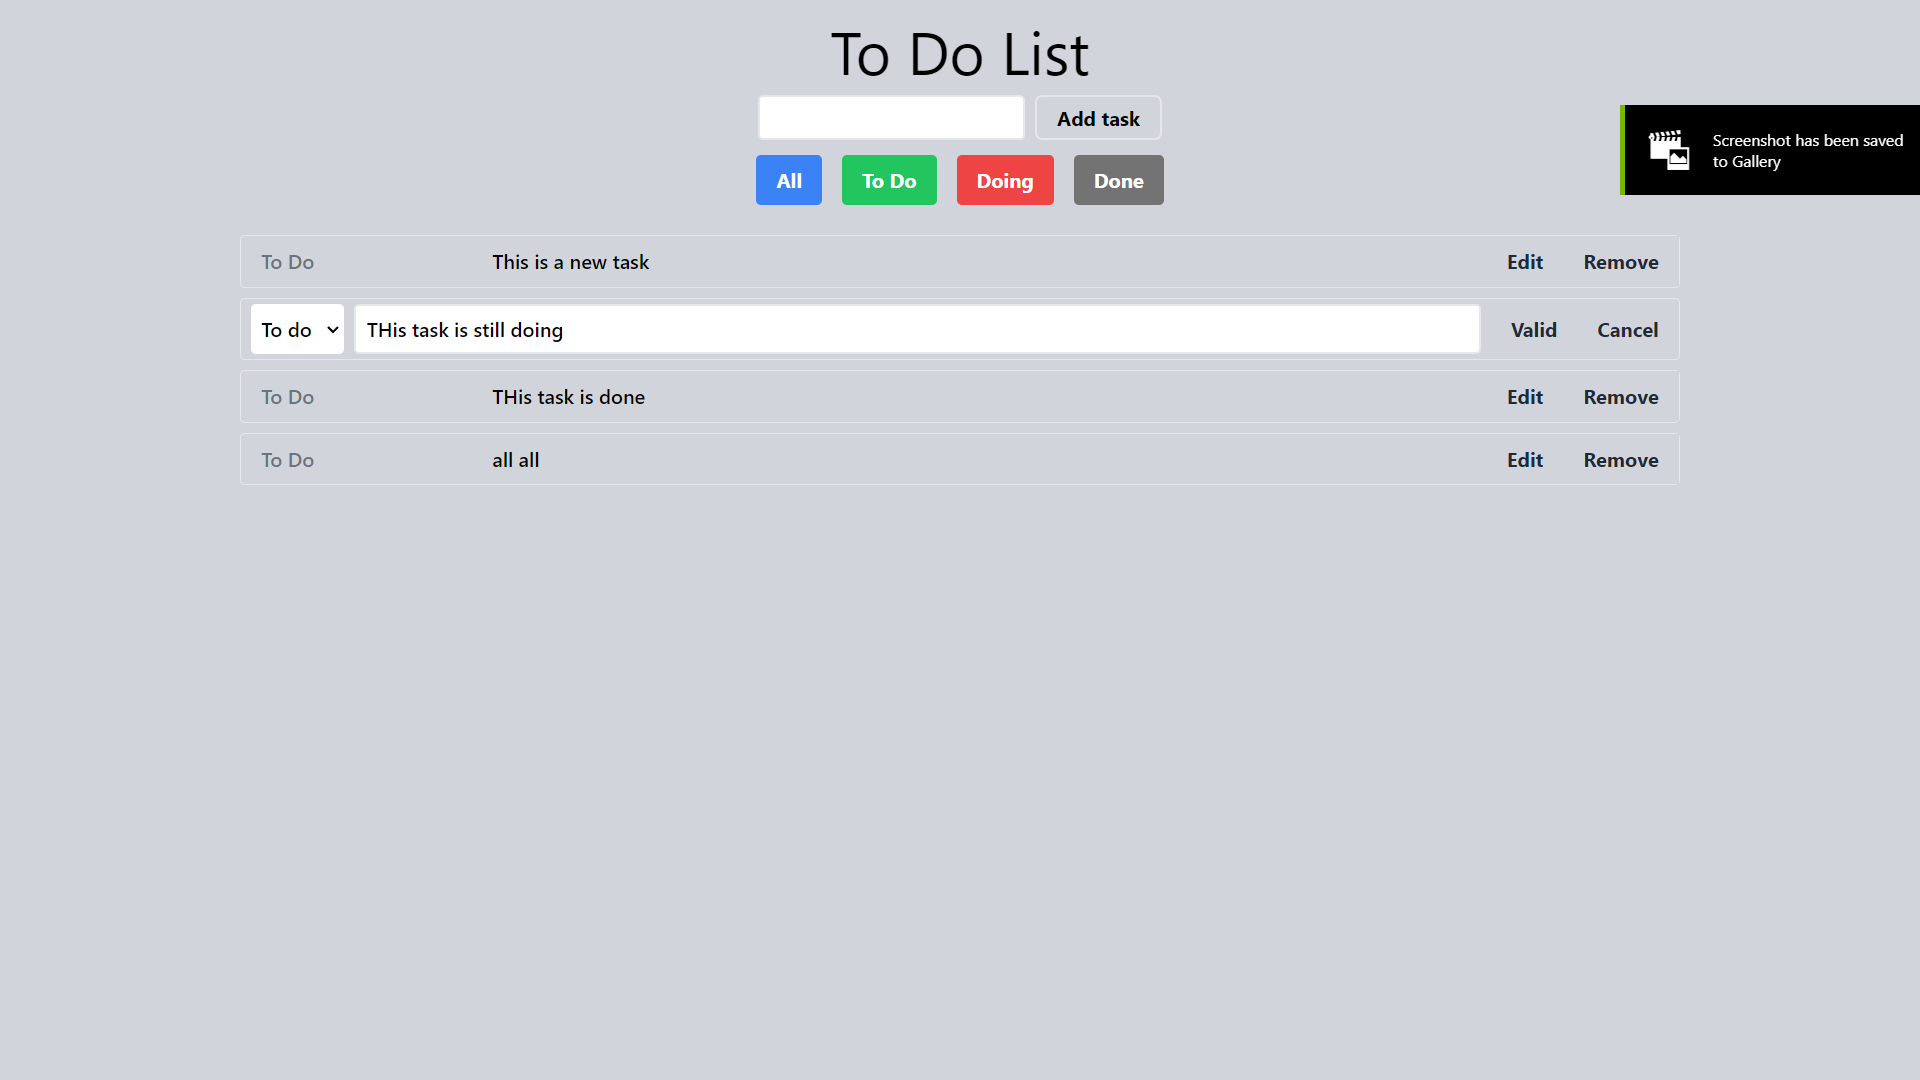 To Do List
Add task
All To Do Doing Done
Screenshot has been saved
to Gallery
To Do This is a new task Edit Remove
To do THis task is still doing Valid Cancel
To Do THis task is done Edit Remove
To Do all all Edit Remove